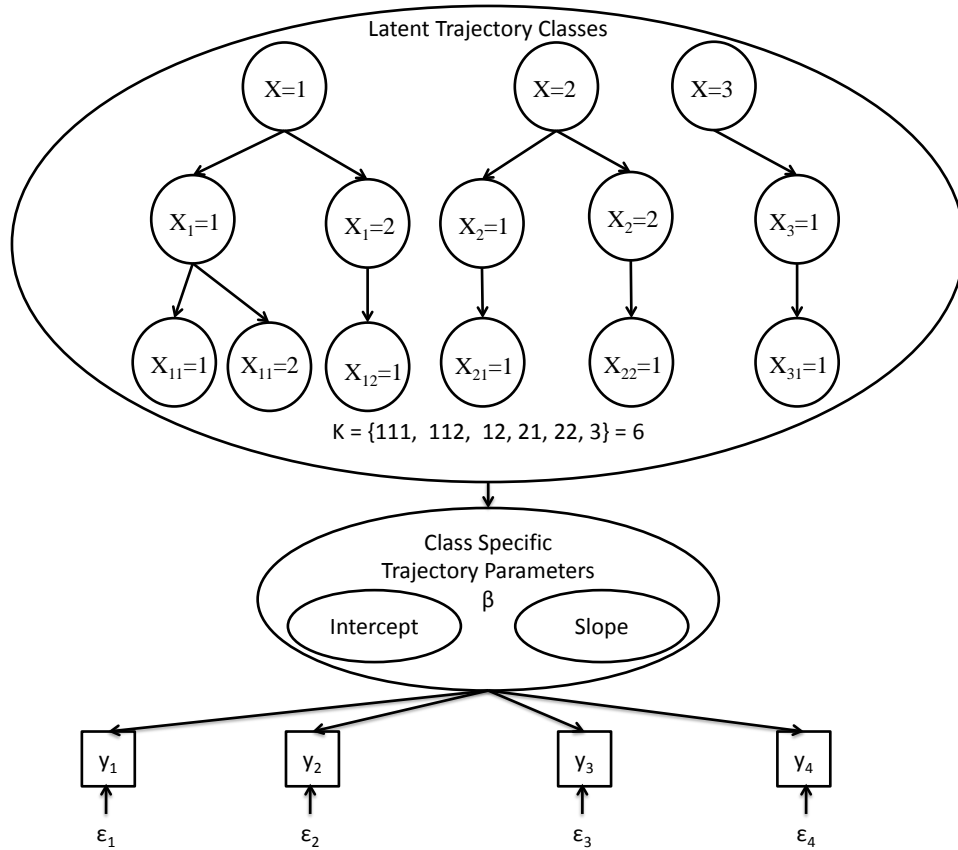 Latent Trajectory Classes
X=1 X=2 X=3
X₁=1 X₁=2 X₂=1 X₂=2 X₃=1
X₁₁=1 X₁₁=2 X₁₂=1 X₂₁=1 X₂₂=1 X₃₁=1
K = {111, 112, 12, 21, 22, 3} = 6
Class Specific
Trajectory Parameters
β
Intercept Slope
y₁ y₂ y₃ y₄
ε₁ ε₂ ε₃ ε₄